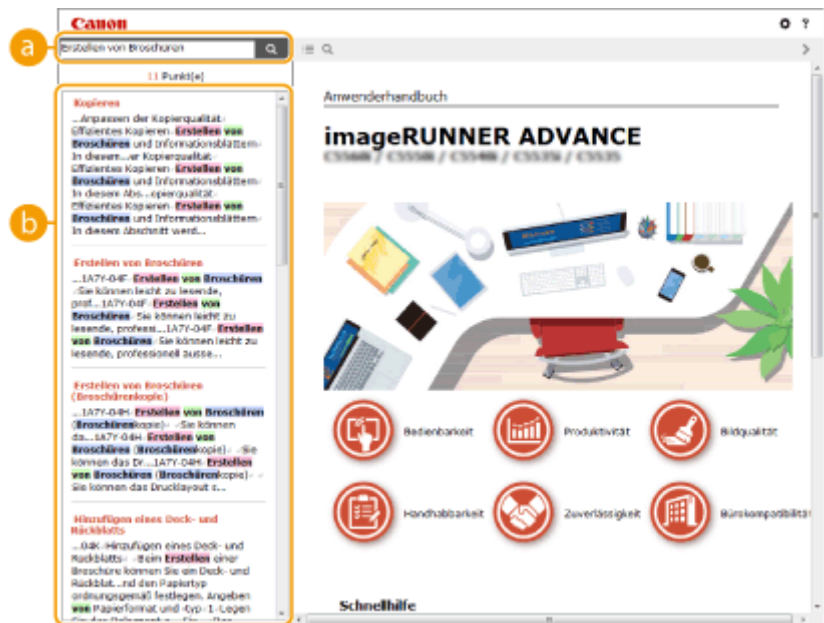 Canon
?
a
Erstellen von Broschüren
11 Punkt(e)
b
Kopieren
...Anpassen der Kopierqualität
Effizientes Kopieren Erstellen von
Broschüren und Informationsblättern
In diesem...er Kopierqualität
Effizientes Kopieren Erstellen von
Broschüren und Informationsblättern
In diesem Abs...opierqualität
Effizientes Kopieren Erstellen von
Broschüren und Informationsblättern
In diesem Abschnitt werd...
Erstellen von Broschüren
...1A7Y-04F Erstellen von Broschüren
Sie können leicht zu lesende,
prof...1A7Y-04F Erstellen von
Broschüren Sie können leicht zu
lesende, professi...1A7Y-04F Erstellen
von Broschüren Sie können leicht zu
lesende, professionell ausse...
Erstellen von Broschüren
(Broschürenkopie)
...1A7Y-04H Erstellen von Broschüren
(Broschürenkopie) Sie können
da...1A7Y-04H Erstellen von
Broschüren (Broschürenkopie) Sie
können das Dr...1A7Y-04H Erstellen
von Broschüren (Broschürenkopie)
Sie können das Drucklayout s...
Hinzufügen eines Deck- und
Rückblatts
...04K Hinzufügen eines Deck- und
Rückblatts Beim Erstellen einer
Broschüre können Sie ein Deck- und
Rückblat...nd den Papiertyp
ordnungsgemäß festlegen. Angeben
von Papierformat und -typ 1 Legen
Anwenderhandbuch
imageRUNNER ADVANCE
Bedienbarkeit
Produktivität
Bildqualität
Handhabbarkeit
Zuverlässigkeit
Bürokompatibilitä
Schnellhilfe